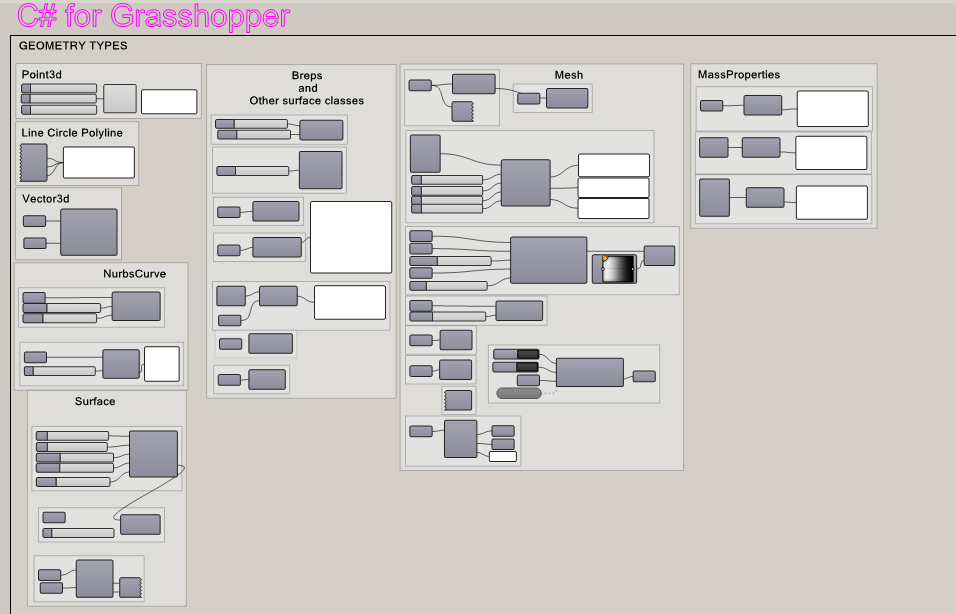 C# for Grasshopper
GEOMETRY TYPES
Point3d
Line Circle Polyline
Vector3d
NurbsCurve
Surface
Breps
and
Other surface classes
Mesh
MassProperties